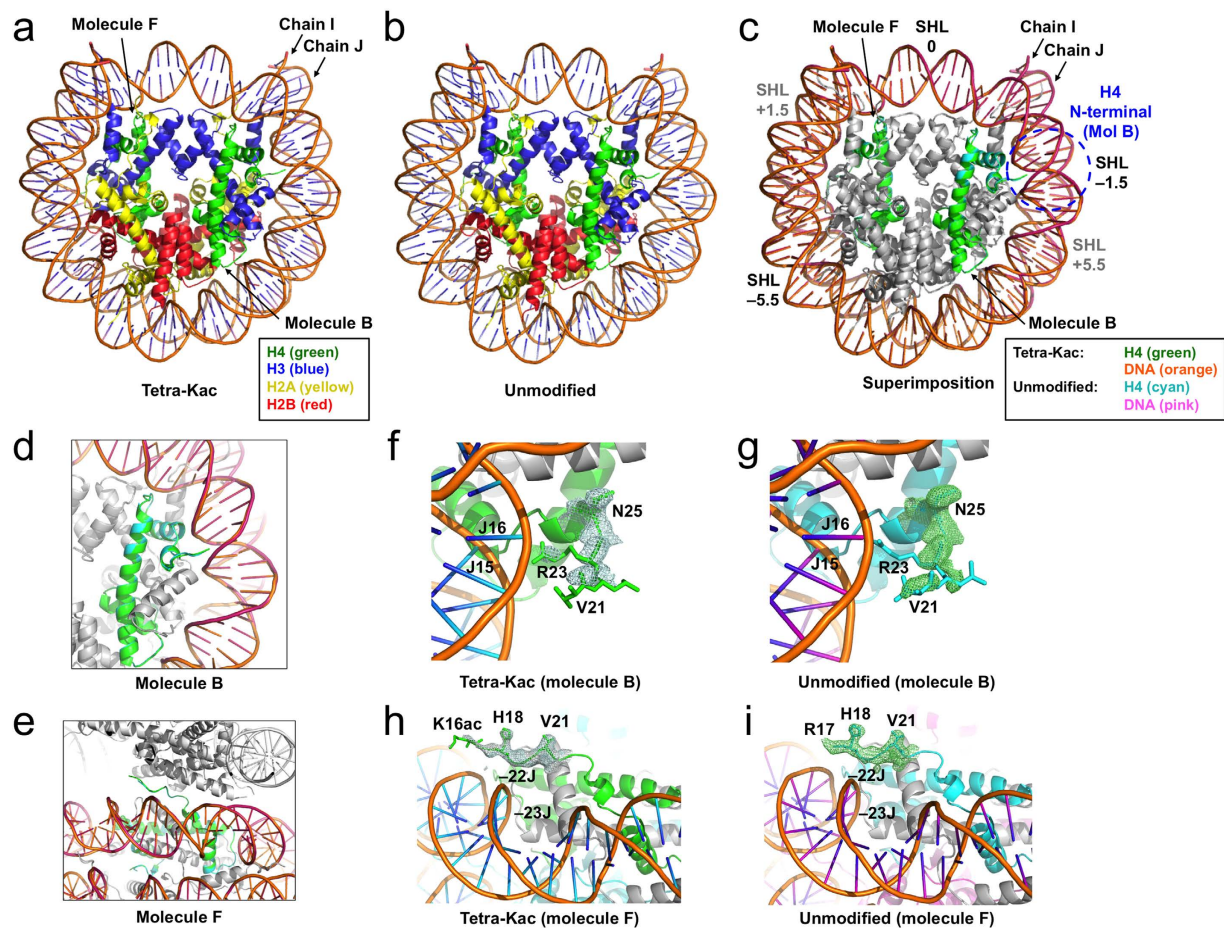 a
Molecule F
Chain I
Chain J
Molecule B
Tetra-Kac
H4 (green)
H3 (blue)
H2A (yellow)
H2B (red)
b
Unmodified
c
Molecule F
SHL
0
Chain I
Chain J
SHL
+1.5
H4
N-terminal
(Mol B)
SHL
–1.5
SHL
+5.5
SHL
–5.5
Molecule B
Superimposition
Tetra-Kac: H4 (green)
DNA (orange)
Unmodified: H4 (cyan)
DNA (pink)
d
Molecule B
f
J16
N25
J15
R23
V21
Tetra-Kac (molecule B)
g
J16
N25
J15
R23
V21
Unmodified (molecule B)
e
Molecule F
h
K16ac
H18
V21
–22J
–23J
Tetra-Kac (molecule F)
i
R17
H18
V21
–22J
–23J
Unmodified (molecule F)